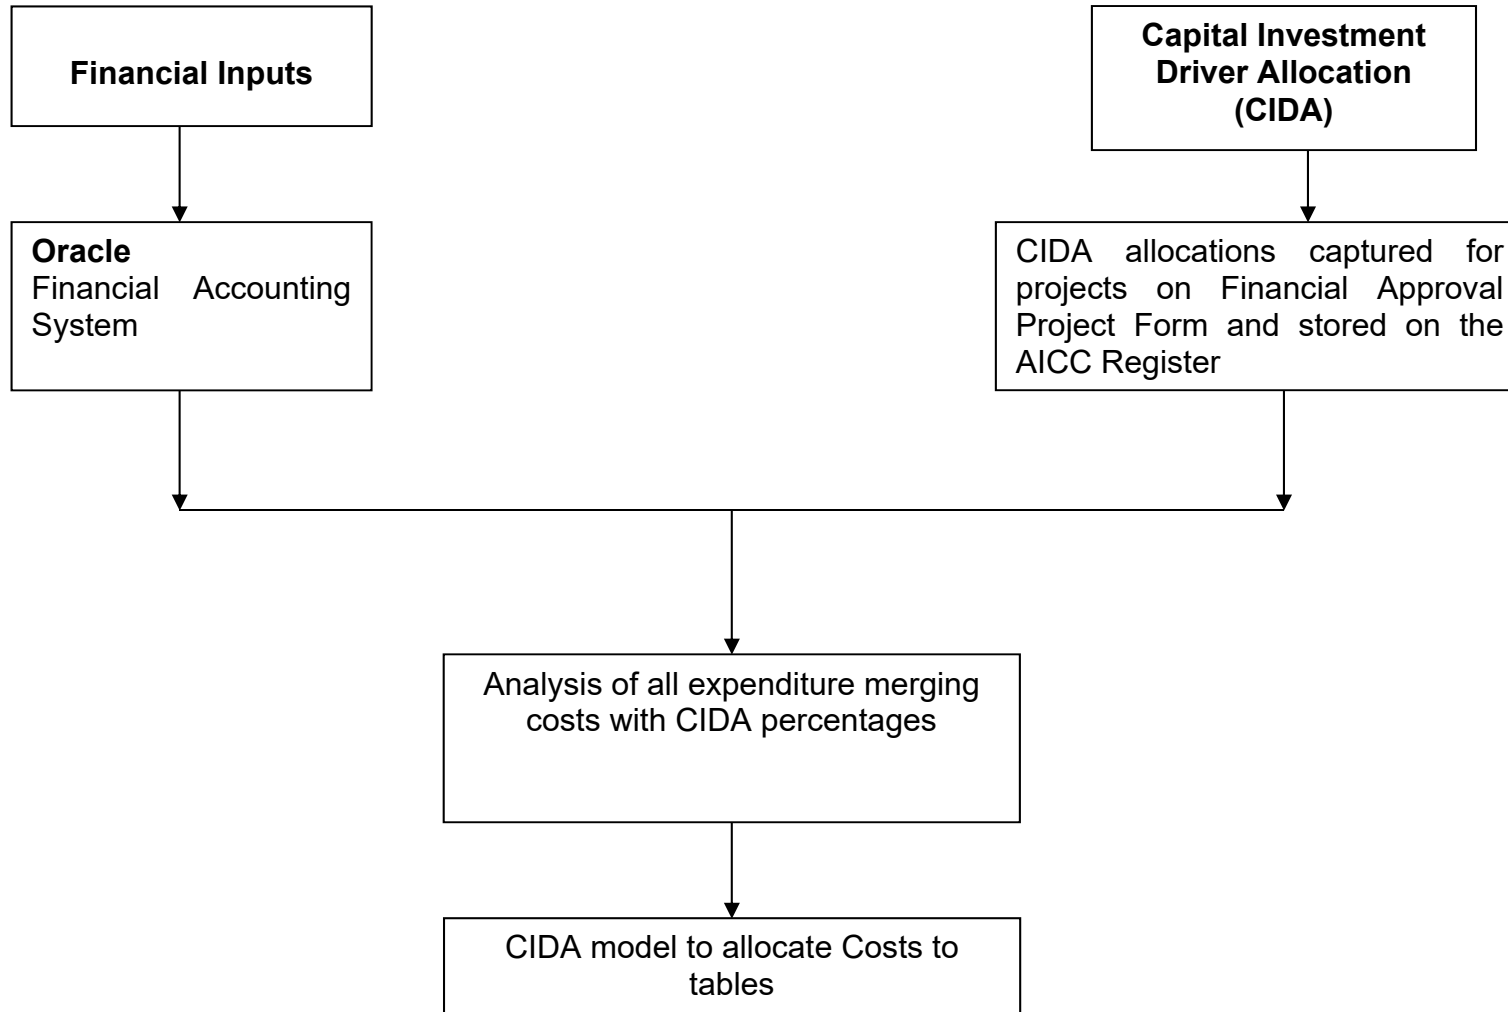 Financial Inputs
Capital Investment
Driver Allocation
(CIDA)
Oracle
Financial Accounting
System
CIDA allocations captured for
projects on Financial Approval
Project Form and stored on the
AICC Register
Analysis of all expenditure merging
costs with CIDA percentages
CIDA model to allocate Costs to
tables